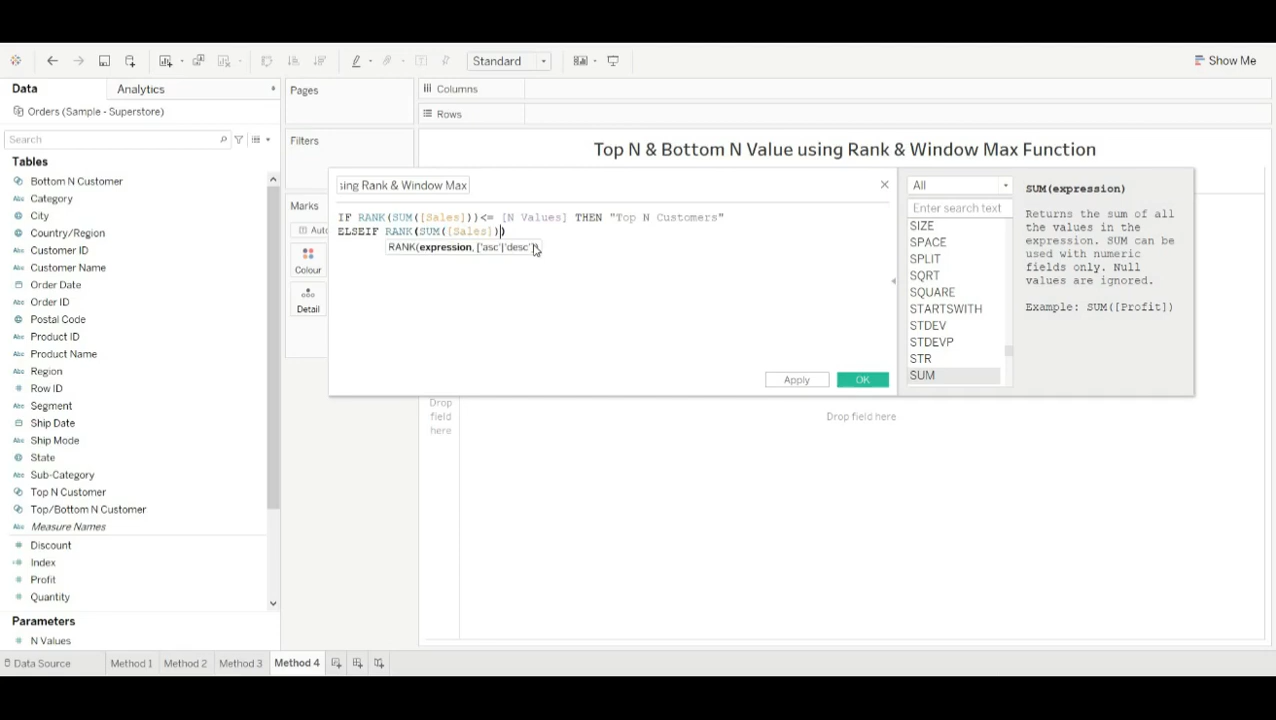 Standard
Show Me
Data
Analytics
Orders (Sample - Superstore)
Search
Tables
Bottom N Customer
Category
City
Country/Region
Customer ID
Customer Name
Order Date
Order ID
Postal Code
Product ID
Product Name
Region
Row ID
Segment
Ship Date
Ship Mode
State
Sub-Category
Top N Customer
Top/Bottom N Customer
Measure Names
Discount
Index
Profit
Quantity
Parameters
N Values
Pages
Filters
Marks
Auto
Colour
Detail
Columns
Rows
Top N & Bottom N Value using Rank & Window Max Function
sing Rank & Window Max
IF RANK(SUM([Sales]))<= [N Values] THEN "Top N Customers"
ELSEIF RANK(SUM([Sales]))
RANK(expression, ['asc'|'desc'])
Apply
OK
All
Enter search text
SIZE
SPACE
SPLIT
SQRT
SQUARE
STARTSWITH
STDEV
STDEVP
STR
SUM
SUM(expression)
Returns the sum of all
the values in the
expression. SUM can be
used with numeric
fields only. Null
values are ignored.
Example: SUM([Profit])
Drop
field
here
Drop field here
Data Source
Method 1
Method 2
Method 3
Method 4